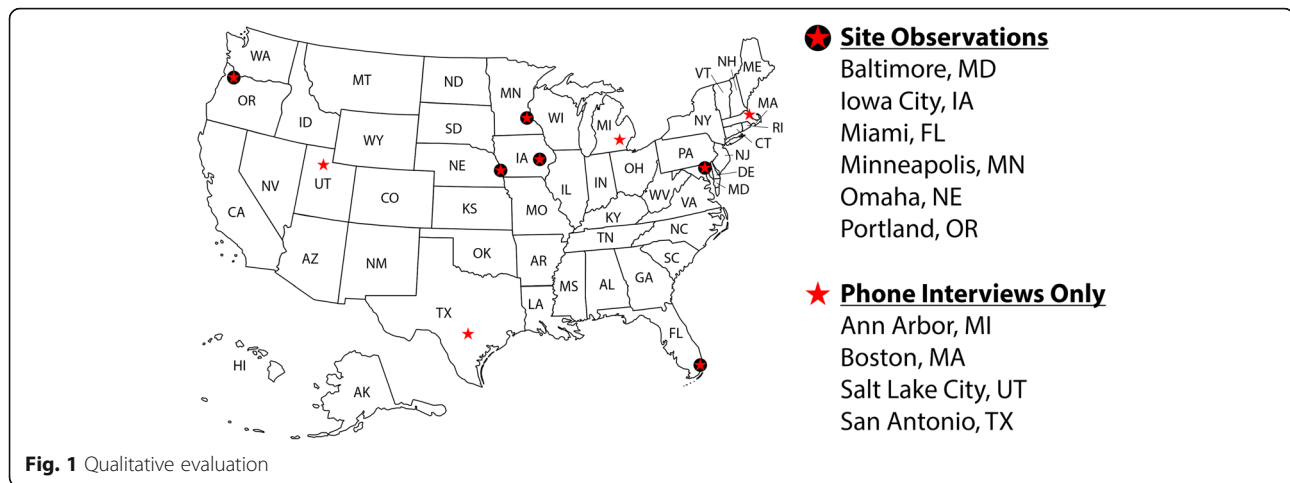 Site Observations
Baltimore, MD
Iowa City, IA
Miami, FL
Minneapolis, MN
Omaha, NE
Portland, OR
Phone Interviews Only
Ann Arbor, MI
Boston, MA
Salt Lake City, UT
San Antonio, TX
WA
OR
ID
MT
ND
SD
WY
NE
NV
UT
CO
CA
AZ
NM
KS
OK
TX
MN
IA
MO
AR
LA
WI
IL
MI
IN
OH
KY
TN
MS
AL
GA
FL
SC
NC
VA
WV
PA
NY
VT
NH
ME
MA
RI
CT
NJ
DE
MD
HI
AK
Fig. 1 Qualitative evaluation